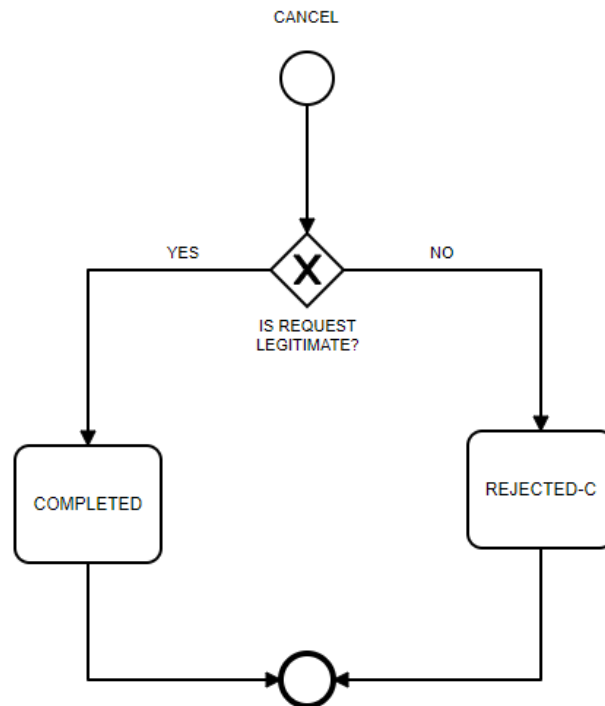 CANCEL
YES
NO
X
IS REQUEST
LEGITIMATE?
COMPLETED
REJECTED-C